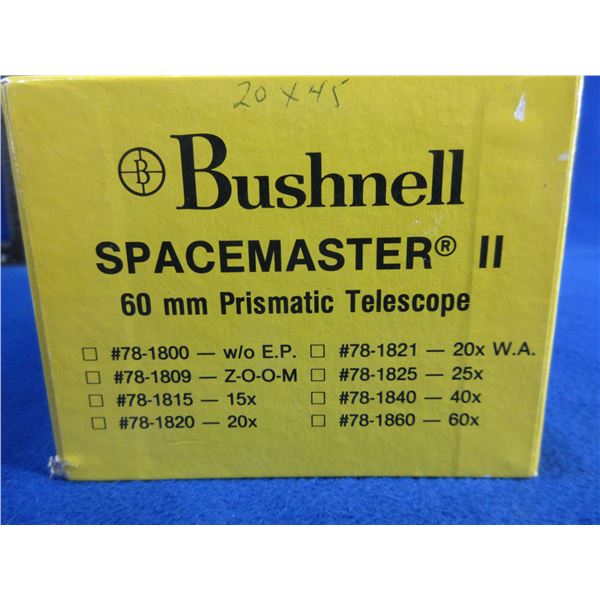 20 x 45
B Bushnell
SPACEMASTER® II
60 mm Prismatic Telescope
☐ #78-1800 — w/o E.P. ☐ #78-1821 — 20x W.A.
☐ #78-1809 — Z-O-O-M ☐ #78-1825 — 25x
☐ #78-1815 — 15x ☐ #78-1840 — 40x
☐ #78-1820 — 20x ☐ #78-1860 — 60x